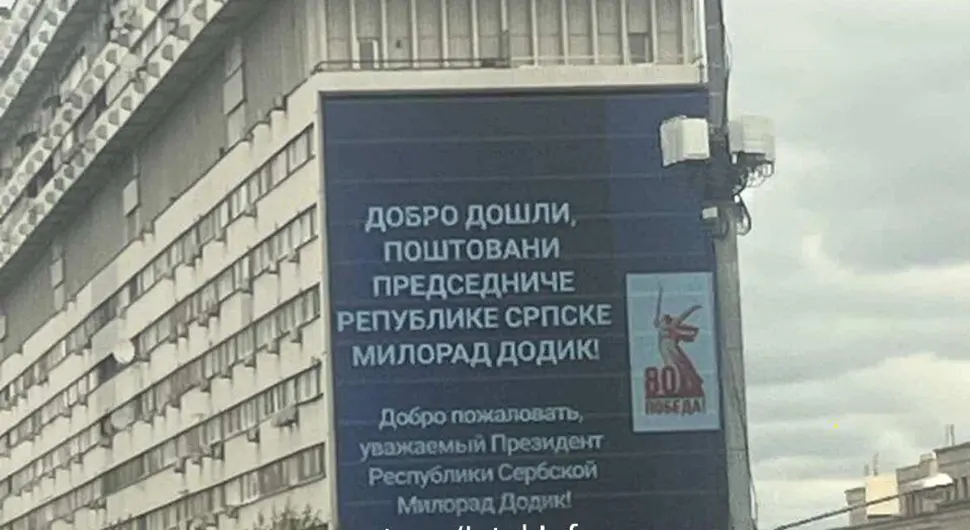 ДОБРО ДОШЛИ,
ПОШТОВАНИ
ПРЕДСЕДНИЧЕ
РЕПУБЛИКЕ СРПСКЕ
МИЛОРАД ДОДИК!
Добро пожаловать,
уважаемый Президент
Республики Сербской
Милорад Додик!
80
ПОБЕДА!